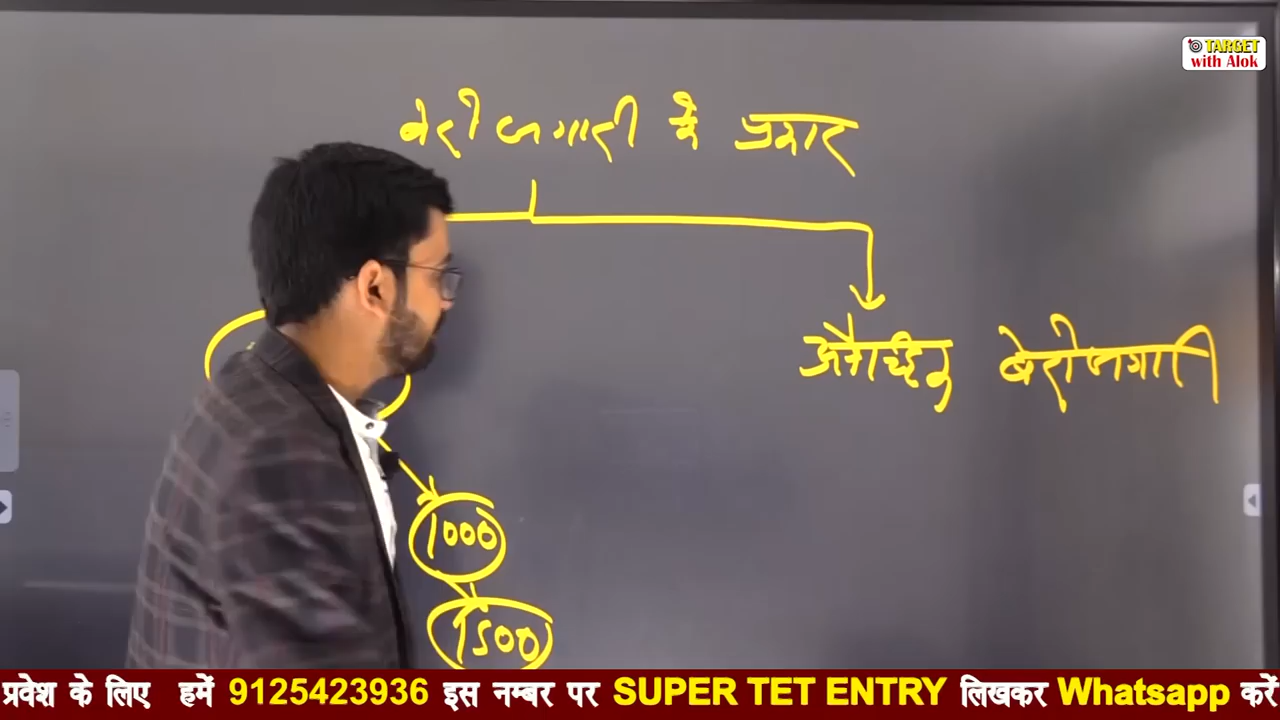 TARGET
with Alok
बेरोजगारी के प्रकार
बेरोजगारी
1000
1500
प्रवेश के लिए हमें 9125423936 इस नम्बर पर SUPER TET ENTRY लिखकर Whatsapp करें